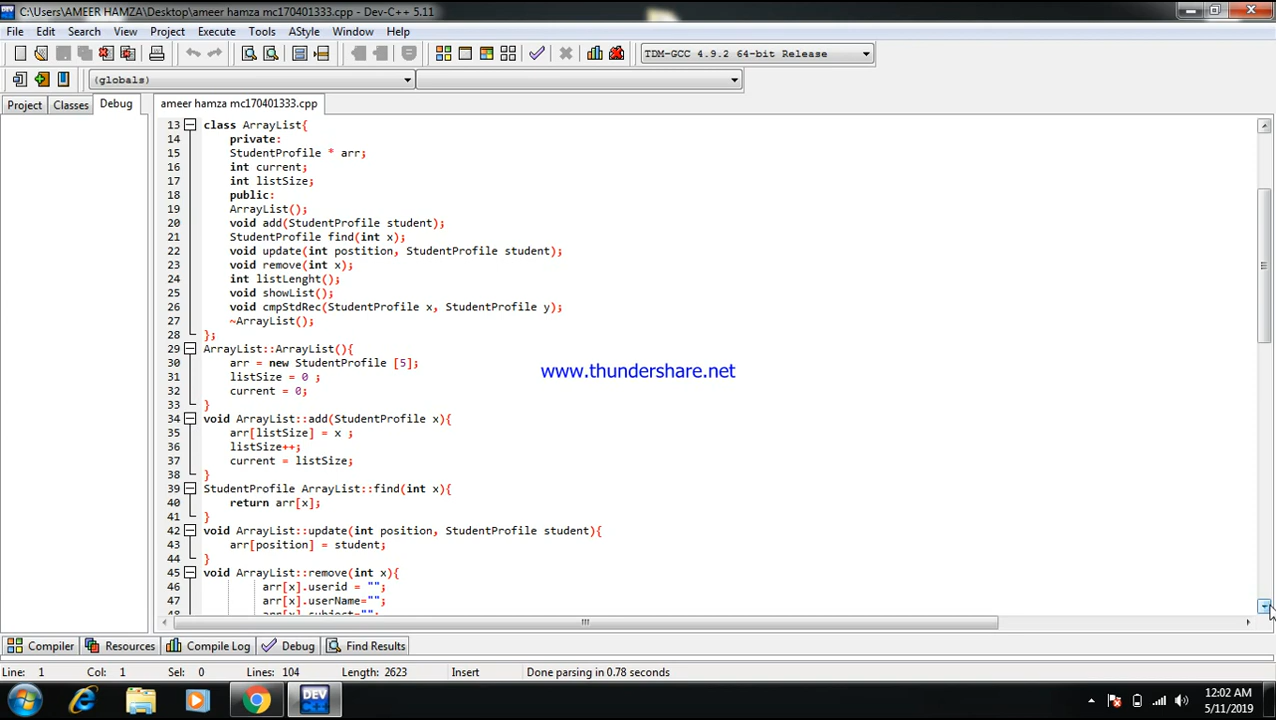 C:\Users\AMEER HAMZA\Desktop\ameer hamza mc170401333.cpp - Dev-C++ 5.11
File Edit Search View Project Execute Tools AStyle Window Help
TDM-GCC 4.9.2 64-bit Release
(globals)
Project Classes Debug ameer hamza mc170401333.cpp
13 class ArrayList{
14 private:
15 StudentProfile * arr;
16 int current;
17 int listSize;
18 public:
19 ArrayList();
20 void add(StudentProfile student);
21 StudentProfile find(int x);
22 void update(int postition, StudentProfile student);
23 void remove(int x);
24 int listLenght();
25 void showList();
26 void cmpStdRec(StudentProfile x, StudentProfile y);
27 ~ArrayList();
28 };
29 ArrayList::ArrayList(){
30 arr = new StudentProfile [5];
31 listSize = 0 ;
32 current = 0;
33 }
34 void ArrayList::add(StudentProfile x){
35 arr[listSize] = x ;
36 listSize++;
37 current = listSize;
38 }
39 StudentProfile ArrayList::find(int x){
40 return arr[x];
41 }
42 void ArrayList::update(int position, StudentProfile student){
43 arr[position] = student;
44 }
45 void ArrayList::remove(int x){
46 arr[x].userid = "";
47 arr[x].userName="";
48 arr[x].subject="";
www.thundershare.net
Compiler Resources Compile Log Debug Find Results
Line: 1 Col: 1 Sel: 0 Lines: 104 Length: 2623 Insert Done parsing in 0.78 seconds
DEV
12:02 AM
5/11/2019